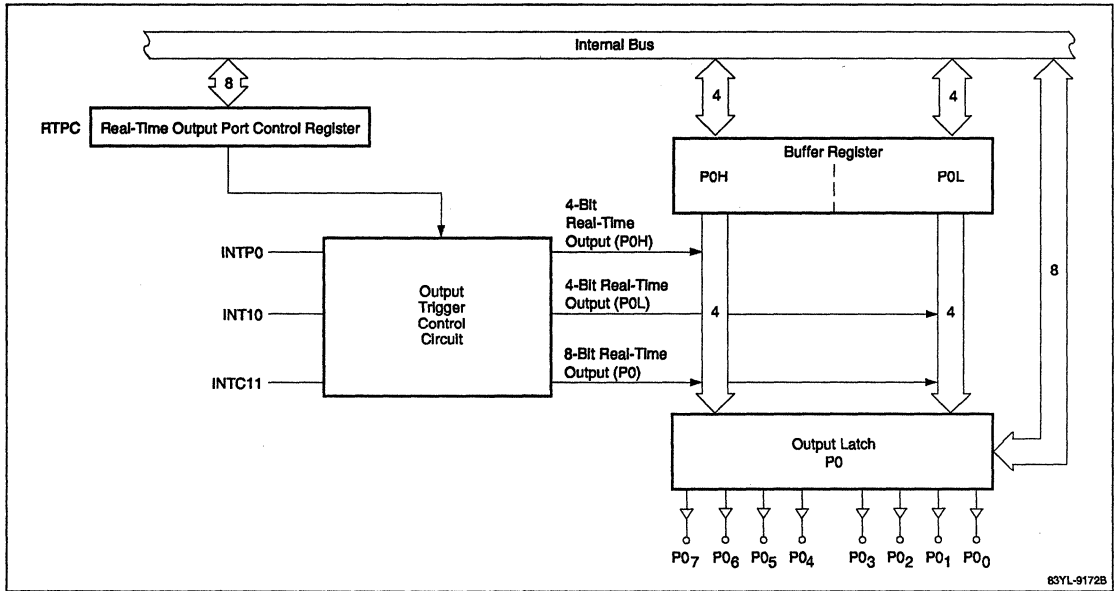 Internal Bus
8
4
4
RTPC
Real-Time Output Port Control Register
Buffer Register
P0H
P0L
4-Bit
Real-Time
Output (P0H)
INTP0
8
Output
Trigger
Control
Circuit
4-Bit Real-Time
Output (P0L)
INT10
4
4
8-Bit Real-Time
Output (P0)
INTC11
Output Latch
P0
P07 P06 P05 P04 P03 P02 P01 P00
83YL-9172B